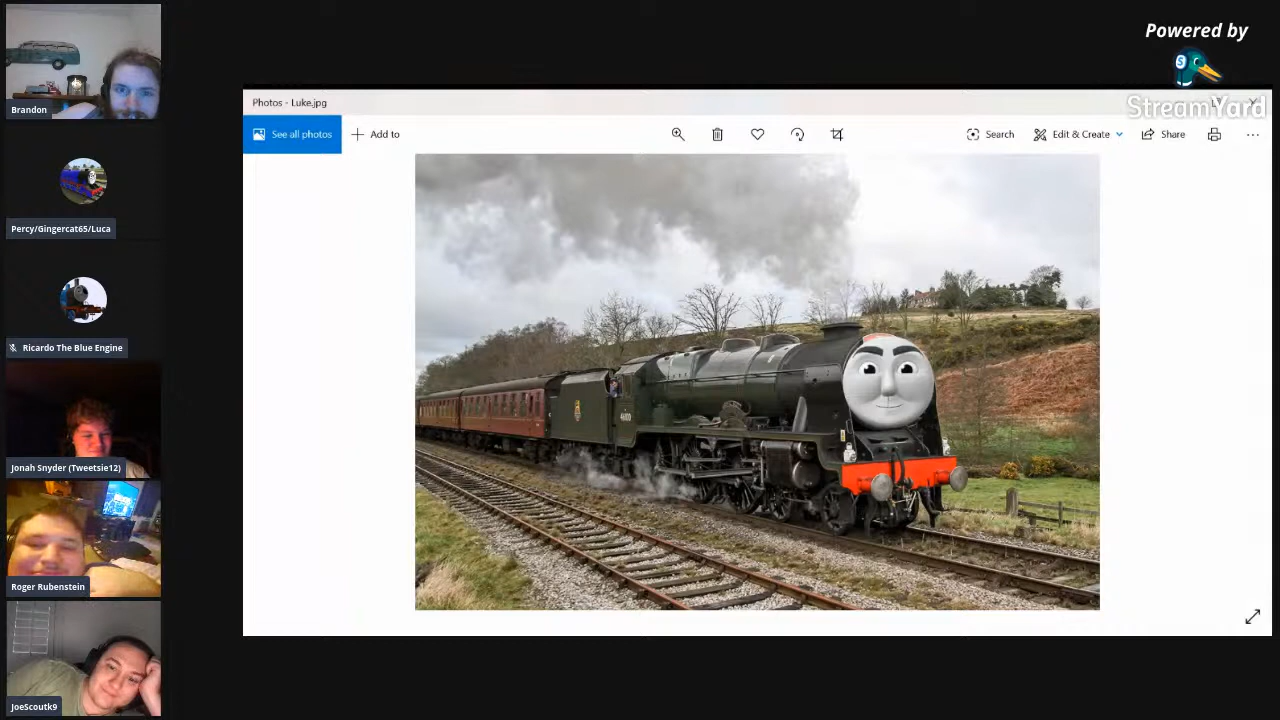 Powered by
StreamYard
Photos - Luke.jpg
See all photos
Add to
Search
Edit & Create
Share
Brandon
Percy/Gingercat65/Luca
Ricardo The Blue Engine
Jonah Snyder (Tweetsie12)
Roger Rubenstein
JoeScoutk9